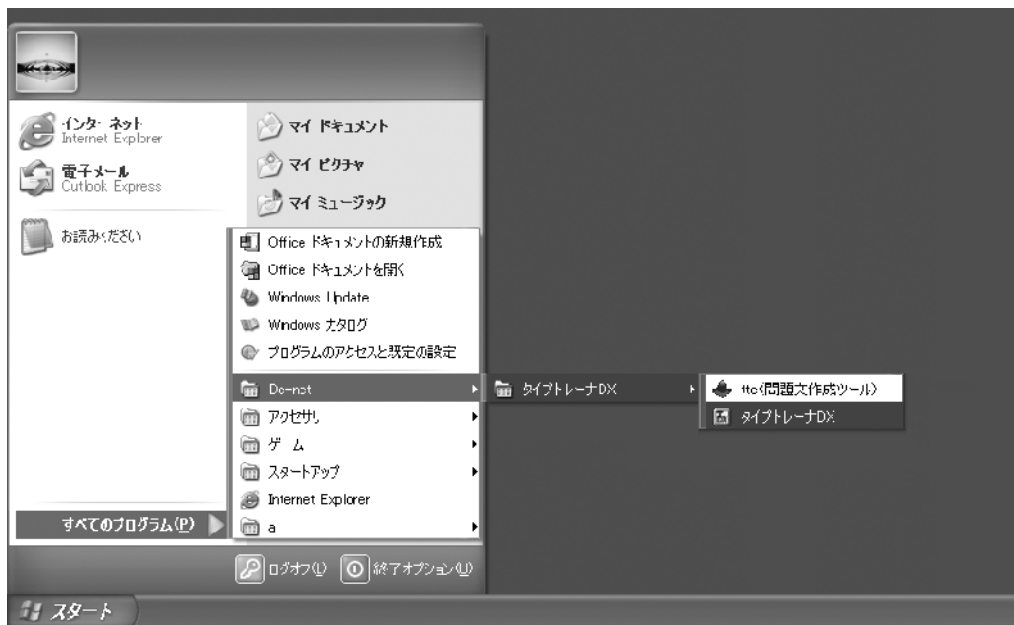 インターネット
Internet Explorer
電子メール
Outlook Express
お読みください
マイ ドキュメント
マイ ピクチャ
マイ ミュージック
Office ドキュメントの新規作成
Office ドキュメントを開く
Windows Update
Windows カタログ
プログラムのアクセスと既定の設定
De-net
アクセサリ
ゲーム
スタートアップ
Internet Explorer
a
タイプトレーナDX
ttc(問題文作成ツール)
タイプトレーナDX
すべてのプログラム(P)
ログオフ(L)
終了オプション(U)
スタート